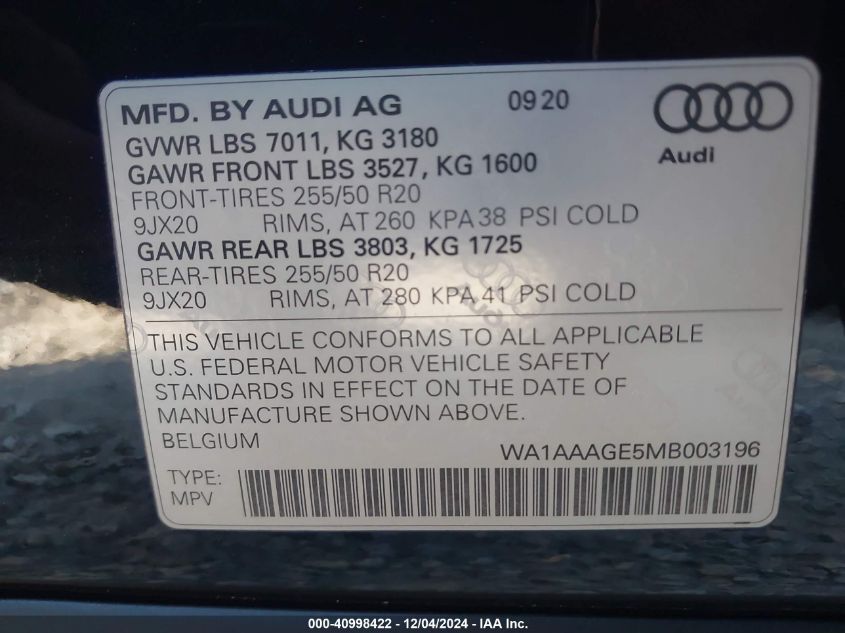 MFD. BY AUDI AG 0920
Audi
GVWR LBS 7011, KG 3180
GAWR FRONT LBS 3527, KG 1600
FRONT-TIRES 255/50 R20
9JX20 RIMS, AT 260 KPA 38 PSI COLD
GAWR REAR LBS 3803, KG 1725
REAR-TIRES 255/50 R20
9JX20 RIMS, AT 280 KPA 41 PSI COLD
THIS VEHICLE CONFORMS TO ALL APPLICABLE
U.S. FEDERAL MOTOR VEHICLE SAFETY
STANDARDS IN EFFECT ON THE DATE OF
MANUFACTURE SHOWN ABOVE.
BELGIUM
WA1AAAGE5MB003196
TYPE:
MPV
000-40998422 - 12/04/2024 - IAA Inc.